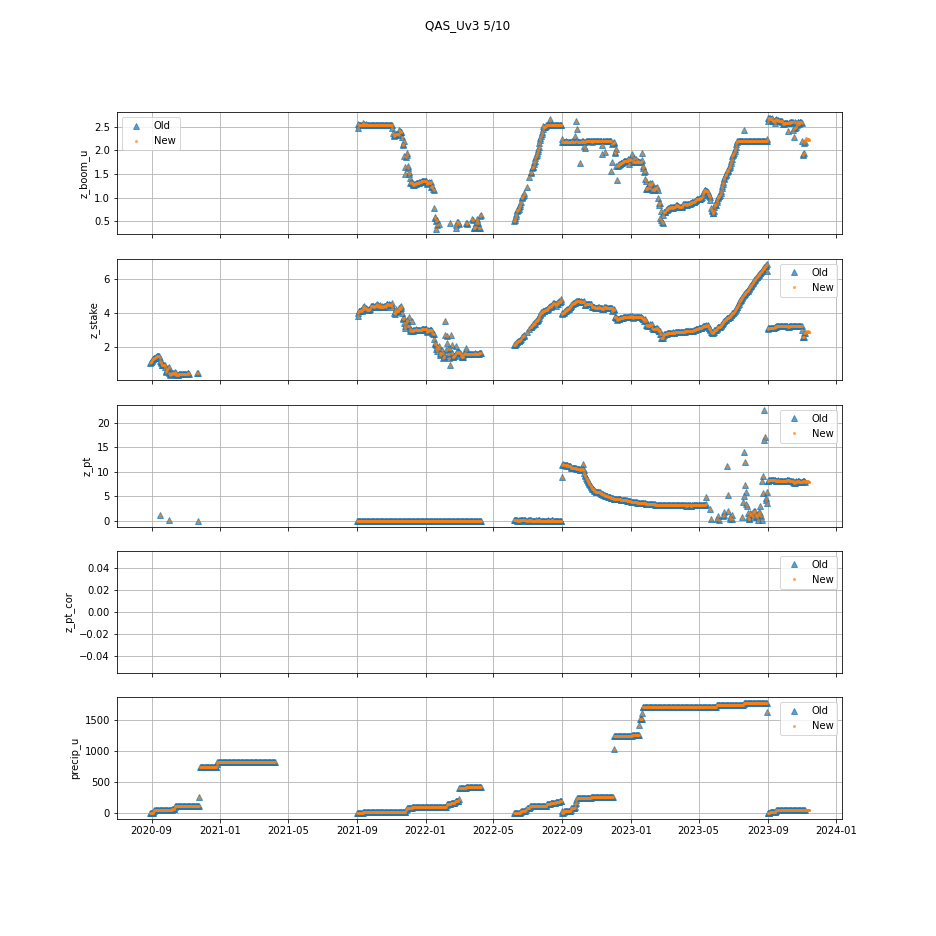 QAS_Uv3 5/10
2.5
2.0
1.5
1.0
0.5
z_boom_u
Old
New
6
4
2
z_stake
Old
New
20
15
10
5
0
z_pt
Old
New
0.04
0.02
0.00
−0.02
−0.04
z_pt_cor
Old
New
1500
1000
500
0
precip_u
Old
New
2020-09 2021-01 2021-05 2021-09 2022-01 2022-05 2022-09 2023-01 2023-05 2023-09 2024-01